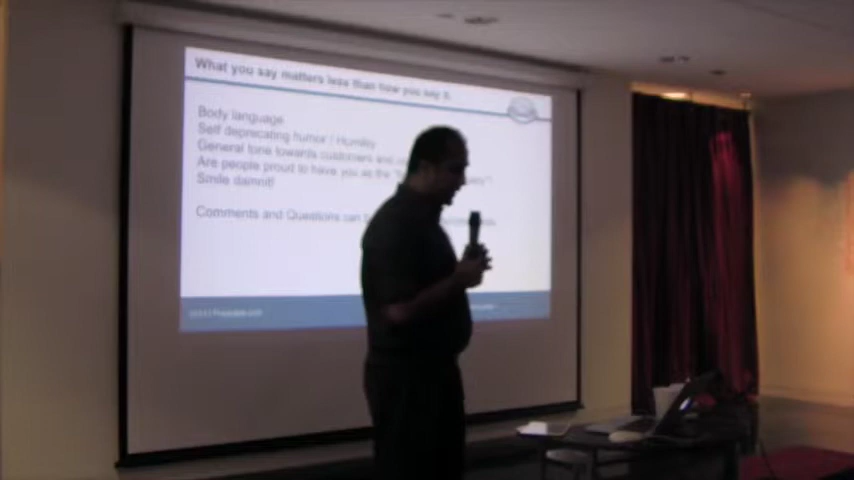 What you say matters less than how you say it.
Body language
Self deprecating humor / Humility
General tone towards customers and
Are people proud to have you as the
Smile damnit!
Comments and Questions can